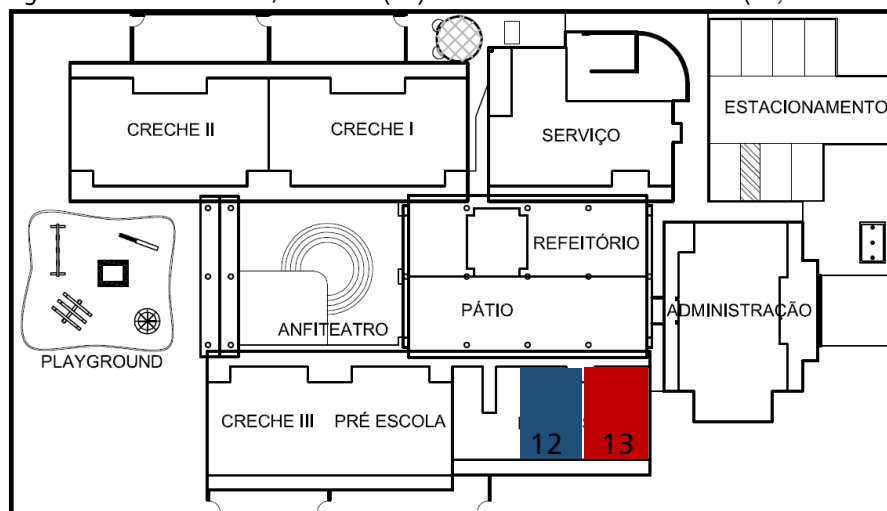 CRECHE II
CRECHE I
SERVIÇO
ESTACIONAMENTO
REFEITÓRIO
PÁTIO
ADMINISTRAÇÃO
ANFITEATRO
PLAYGROUND
CRECHE III
PRÉ ESCOLA
12
13